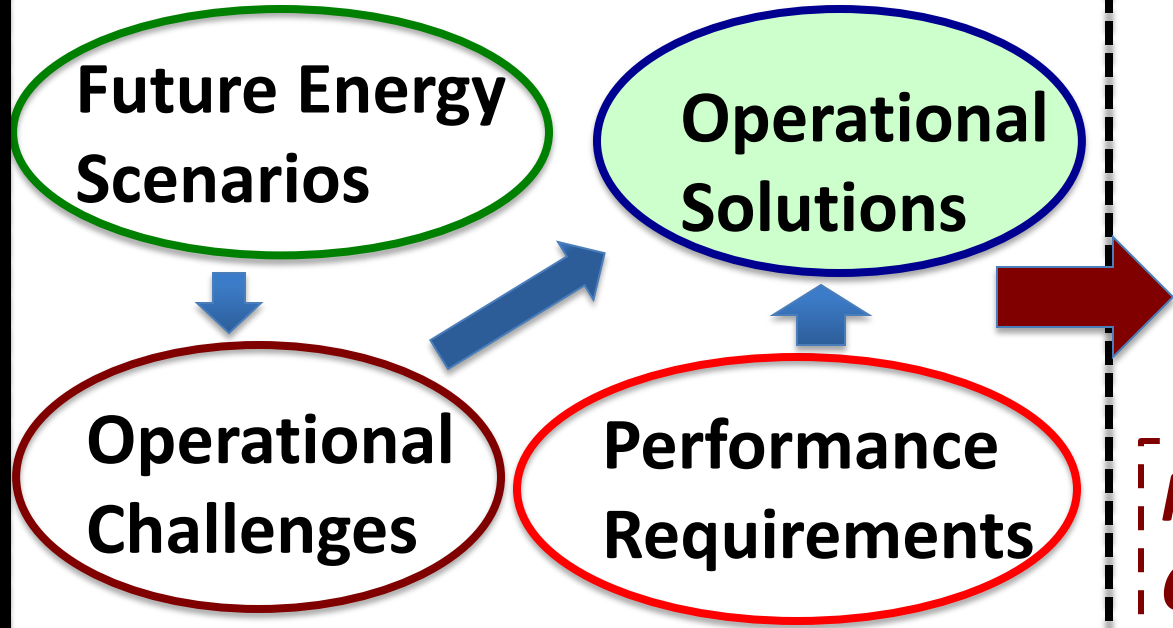 Future Energy
Scenarios
Operational
Solutions
Operational
Challenges
Performance
Requirements